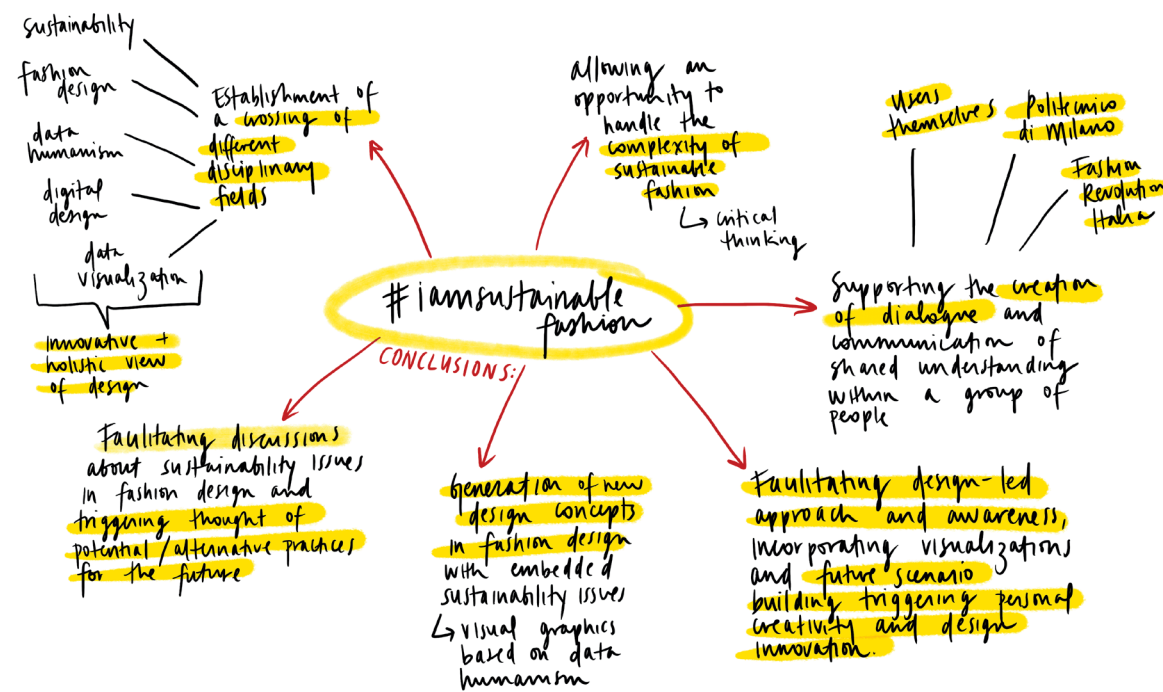 sustainability
fashion
design
data
humanism
digital
design
data
visualization
innovative +
holistic view
of design
Establishment of
a crossing of
different
disciplinary
fields
allowing an
opportunity to
handle the
complexity of
sustainable
fashion
critical
thinking
Users
themselves
Politecnico
di Milano
Fashion
Revolution
Italia
#iamsustainable
fashion
CONCLUSIONS:
Supporting the creation
of dialogue and
communication of
shared understanding
within a group of
people
Facilitating discussions
about sustainability issues
in fashion design and
triggering thought of
potential/alternative practices
for the future
Generation of new
design concepts
in fashion design
with embedded
sustainability issues
visual graphics
based on data
humanism
Facilitating design-led
approach and awareness,
incorporating visualizations
and future scenario
building triggering personal
creativity and design
innovation.